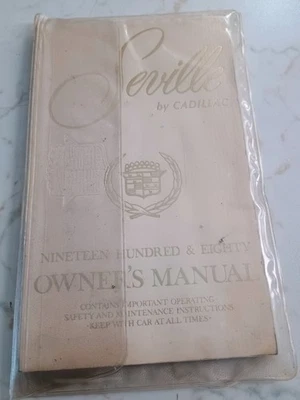 Seville
by CADILLAC
NINETEEN HUNDRED & EIGHTY
OWNER'S MANUAL
CONTAINS IMPORTANT OPERATING,
SAFETY AND MAINTENANCE INSTRUCTIONS
•KEEP WITH CAR AT ALL TIMES•